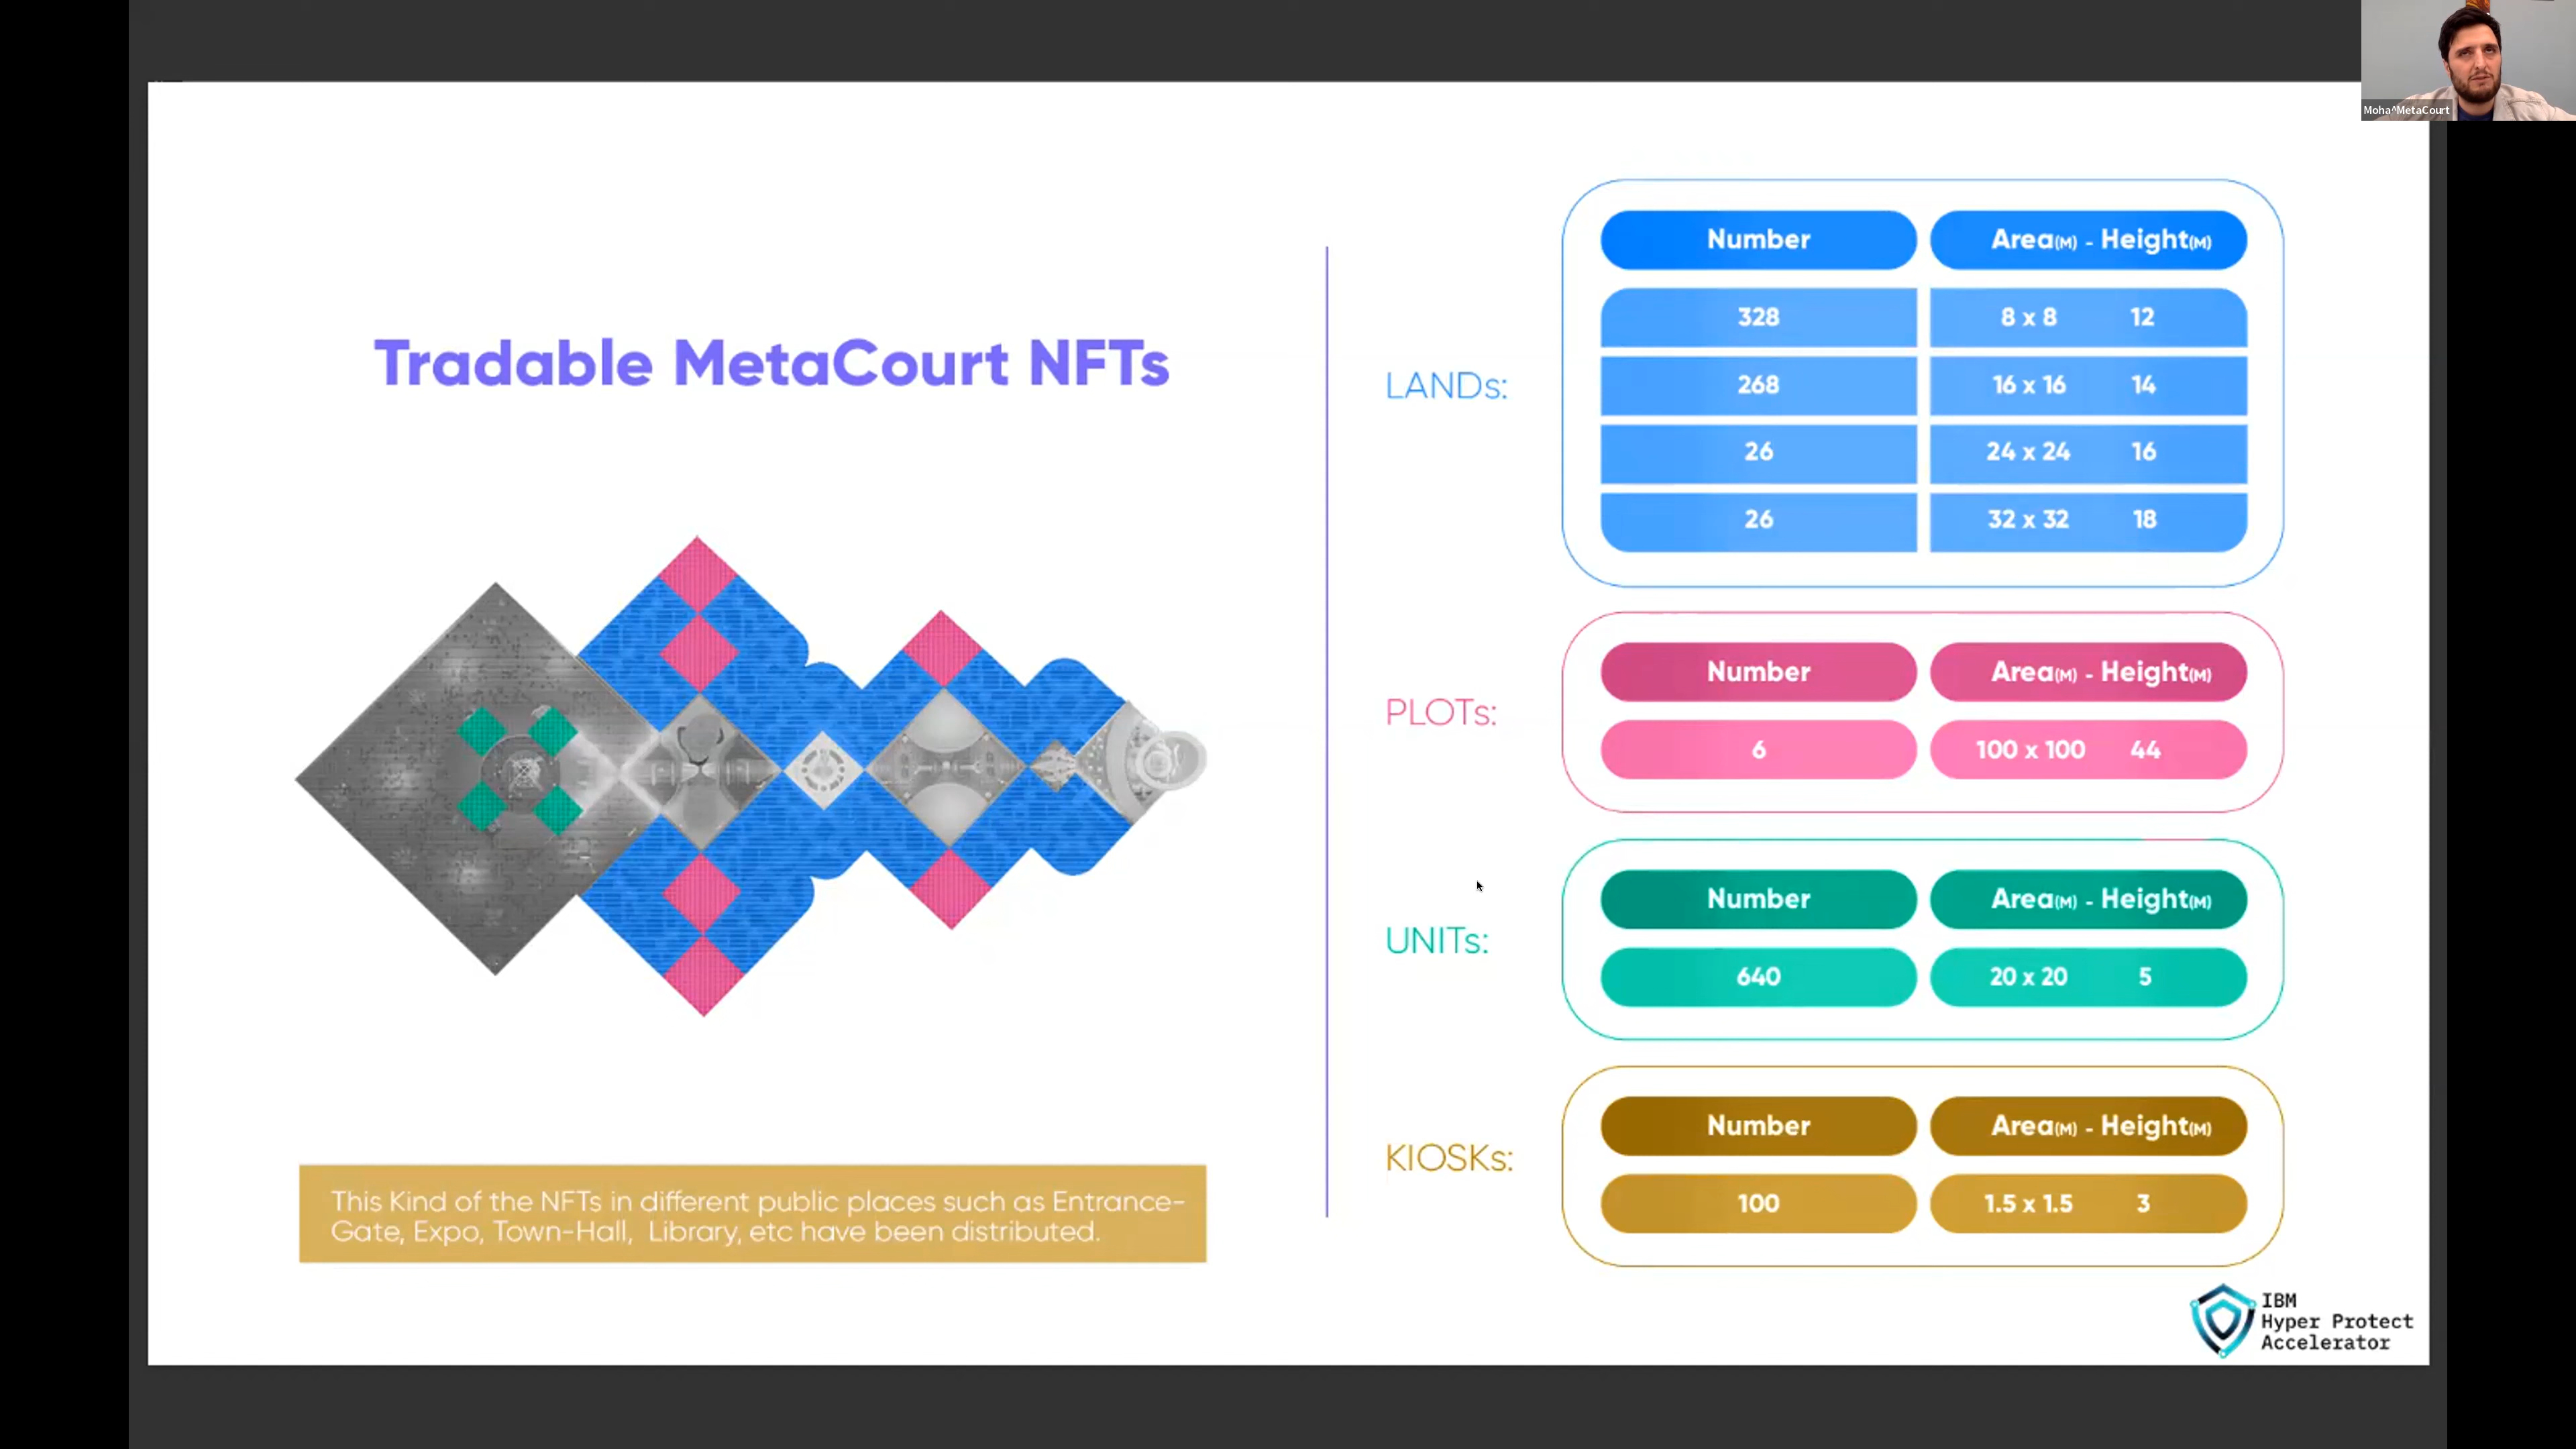 Moha^MetaCourt
Tradable MetaCourt NFTs
This Kind of the NFTs in different public places such as Entrance-
Gate, Expo, Town-Hall, Library, etc have been distributed.
LANDs:
Number Area(M) - Height(M)
328 8 x 8 12
268 16 x 16 14
26 24 x 24 16
26 32 x 32 18
PLOTs:
Number Area(M) - Height(M)
6 100 x 100 44
UNITs:
Number Area(M) - Height(M)
640 20 x 20 5
KIOSKs:
Number Area(M) - Height(M)
100 1.5 x 1.5 3
IBM
Hyper Protect
Accelerator